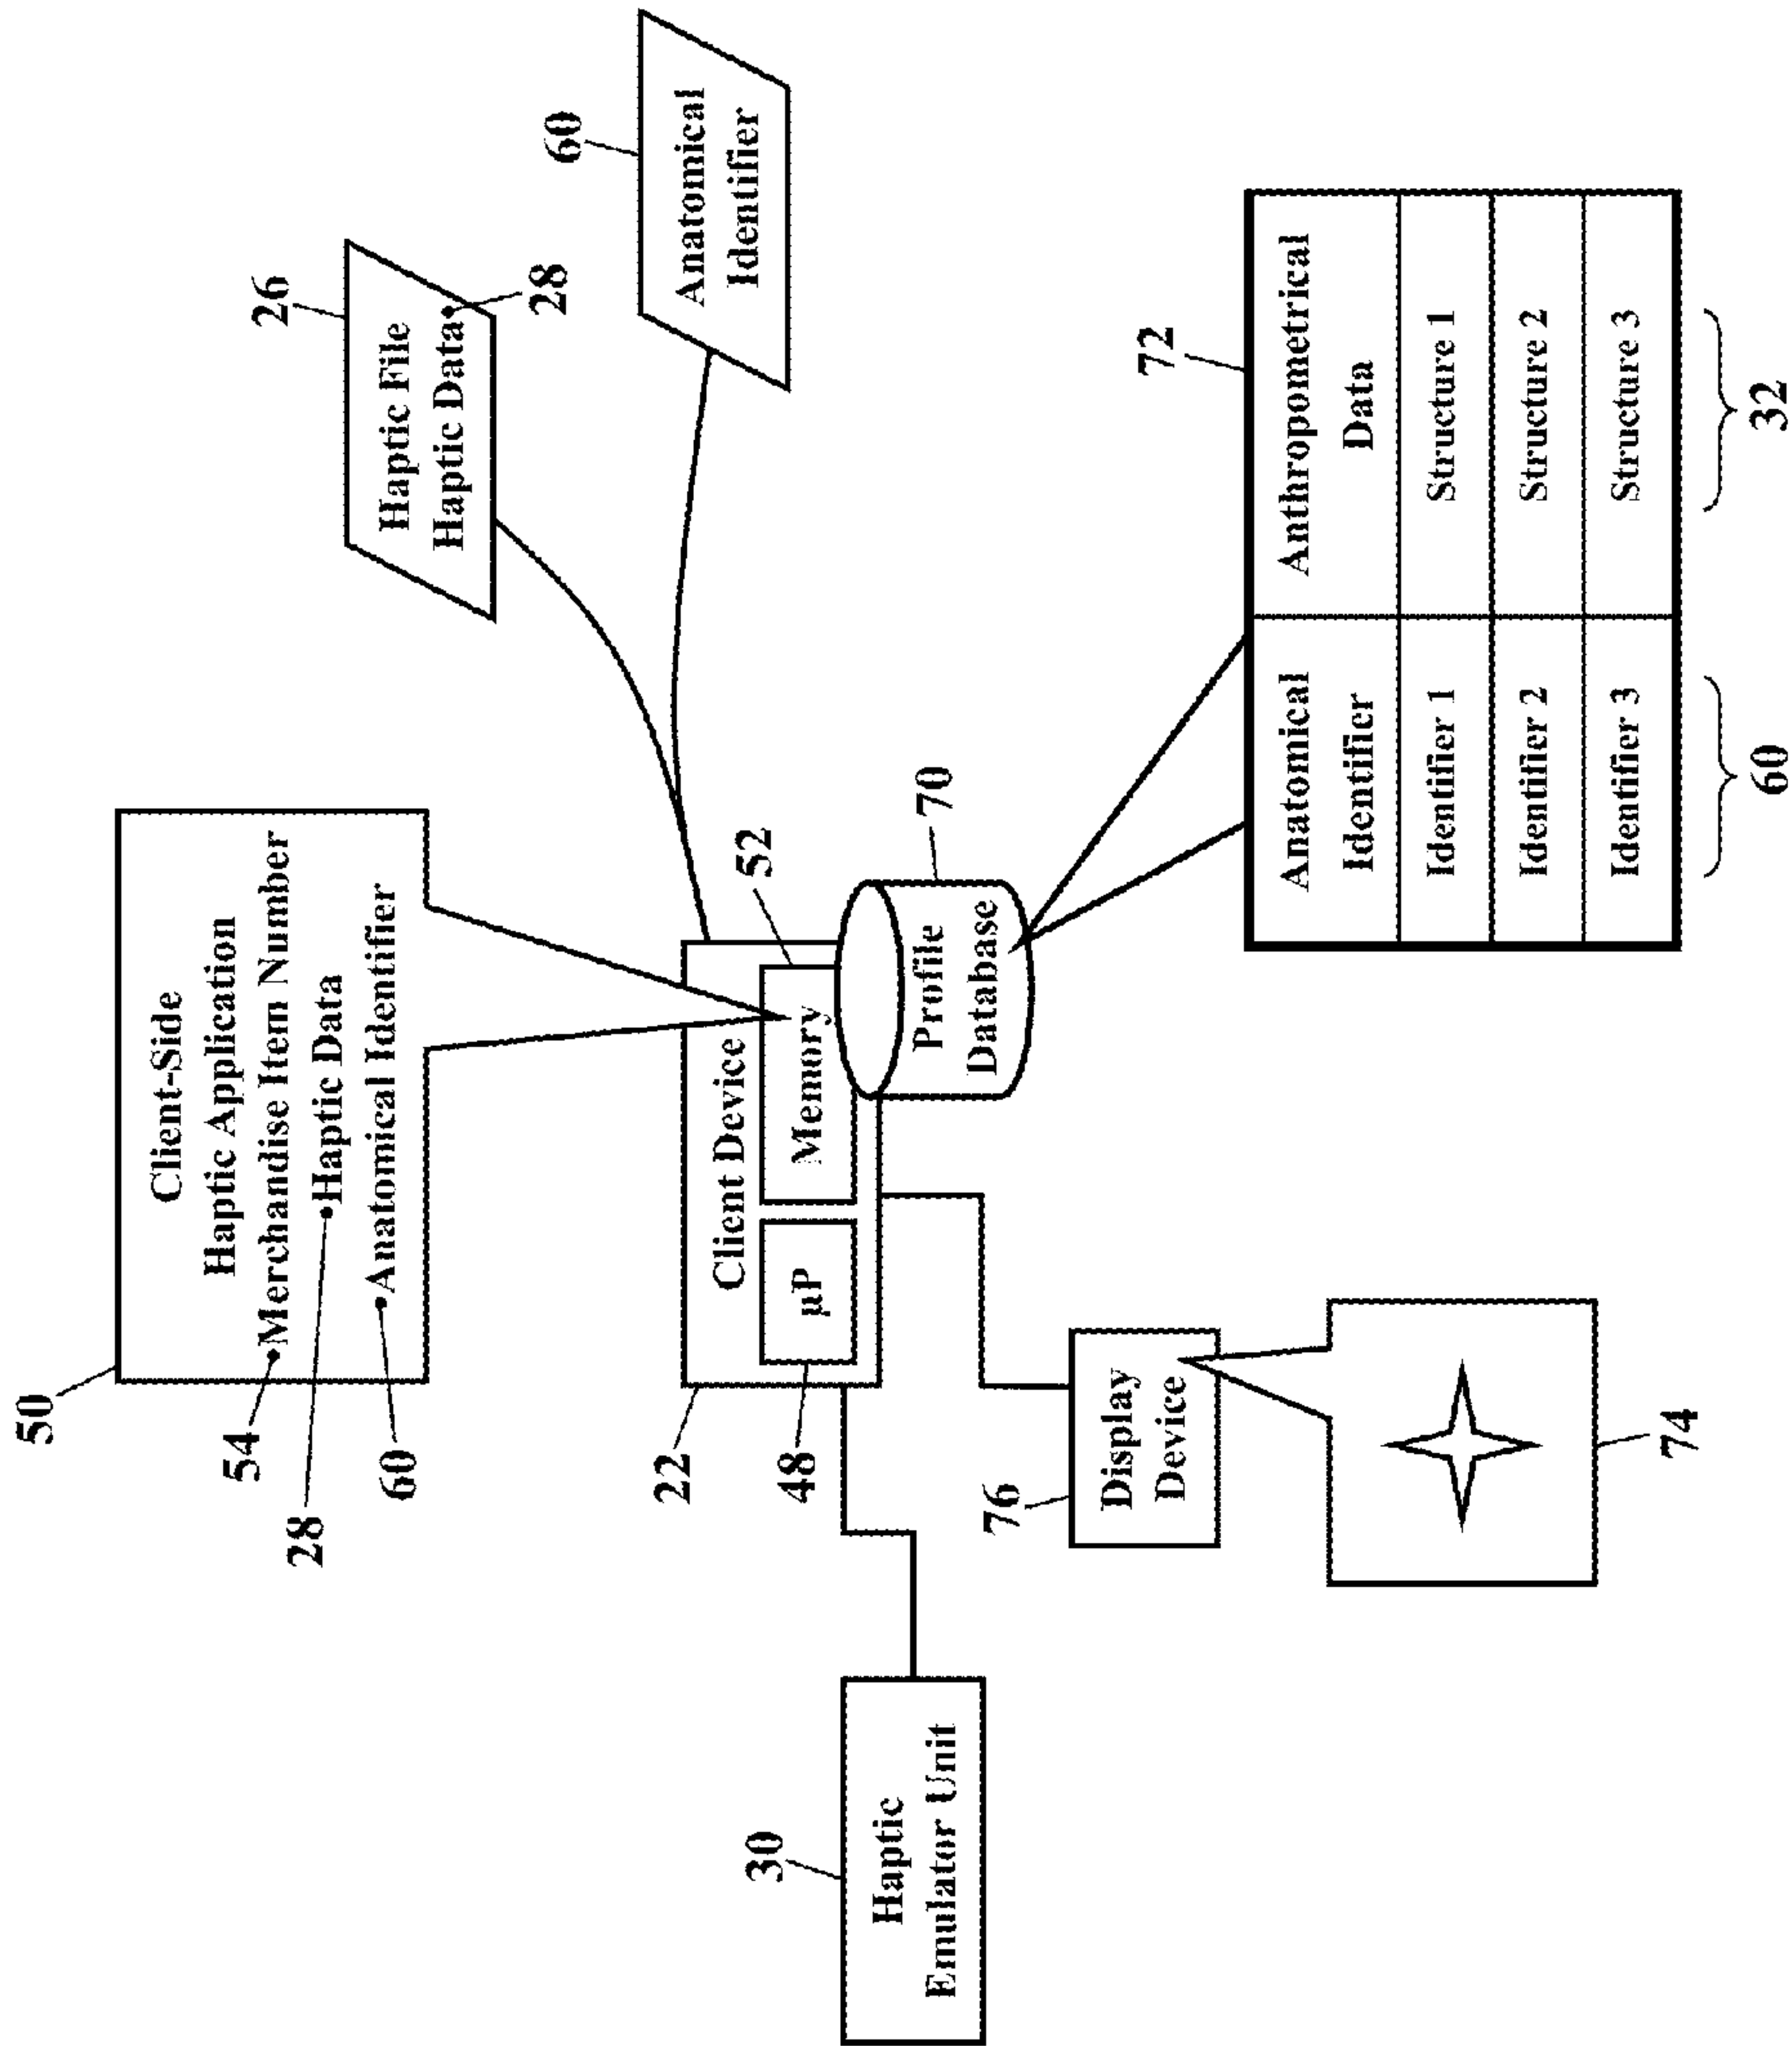 50
Client-Side
Haptic Application
54
Merchandise Item Number
28
Haptic Data
60
Anatomical Identifier
26
Haptic File
Haptic Data
28
60
Anatomical
Identifier
22
Client Device
48
µP
Memory
52
Profile
Database
70
30
Haptic
Emulator Unit
76
Display
Device
74
72
Anatomical
Identifier
Anthropometrical
Data
Identifier 1
Structure 1
Identifier 2
Structure 2
Identifier 3
Structure 3
60
32